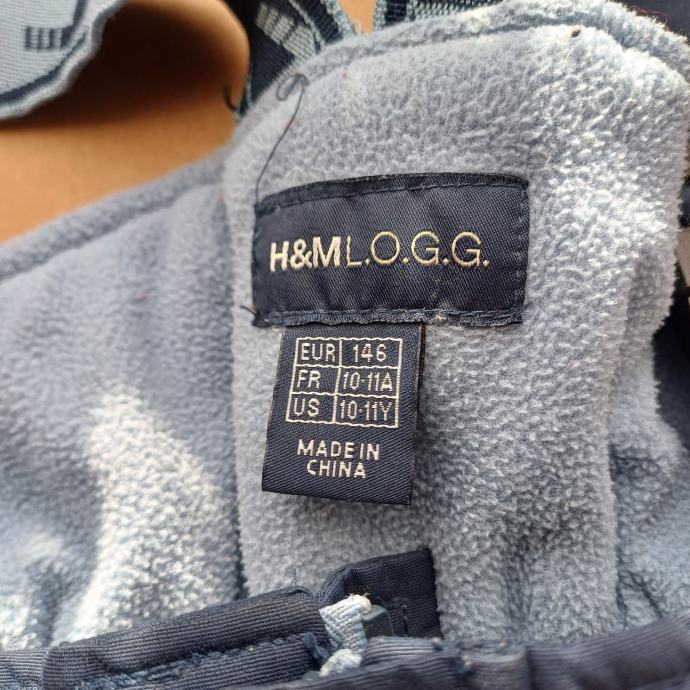 H&M L.O.G.G.
EUR 146
FR 10-11A
US 10-11Y
MADE IN
CHINA